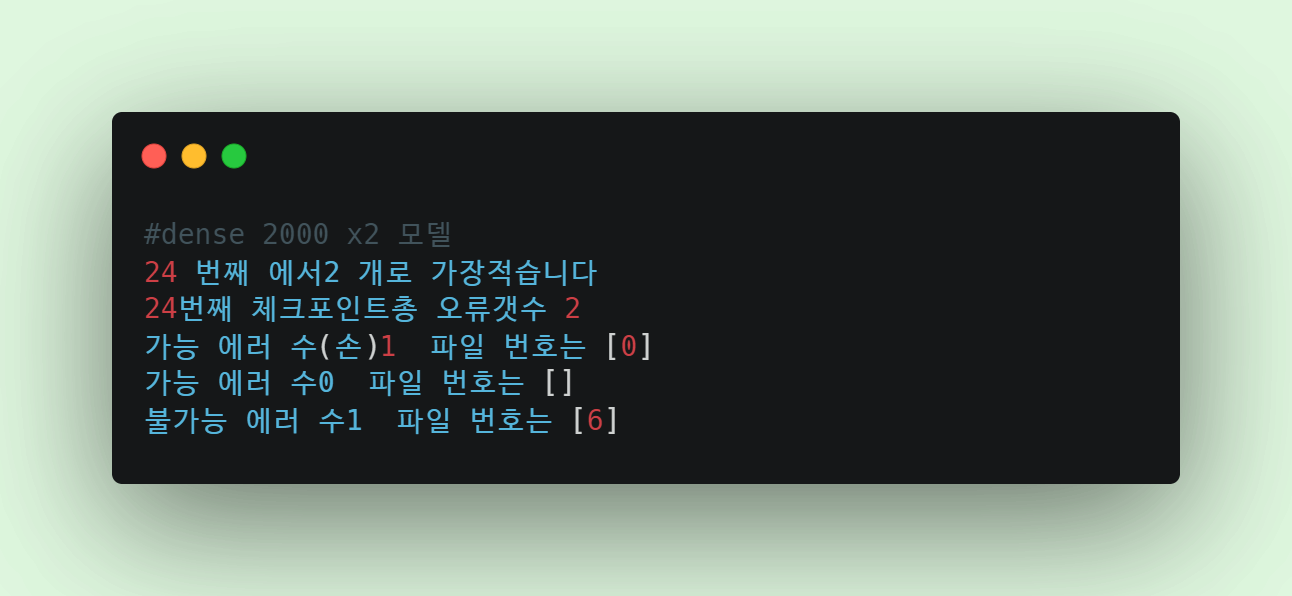 #dense 2000 x2 모델
24 번째 에서2 개로 가장적습니다
24번째 체크포인트총 오류갯수 2
가능 에러 수(손)1  파일 번호는 [0]
가능 에러 수0  파일 번호는 []
불가능 에러 수1  파일 번호는 [6]